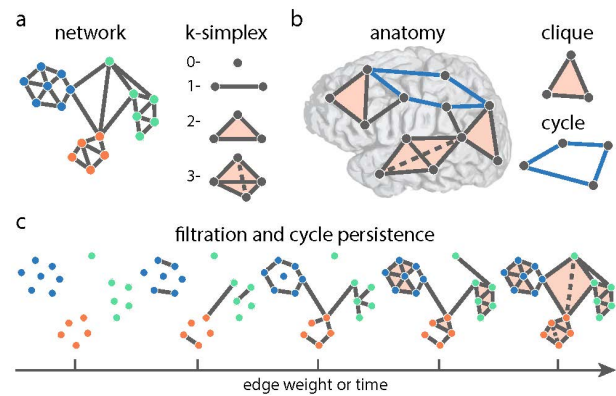 a
network
k-simplex
0-
1-
2-
3-
b
anatomy
clique
cycle
c
filtration and cycle persistence
edge weight or time